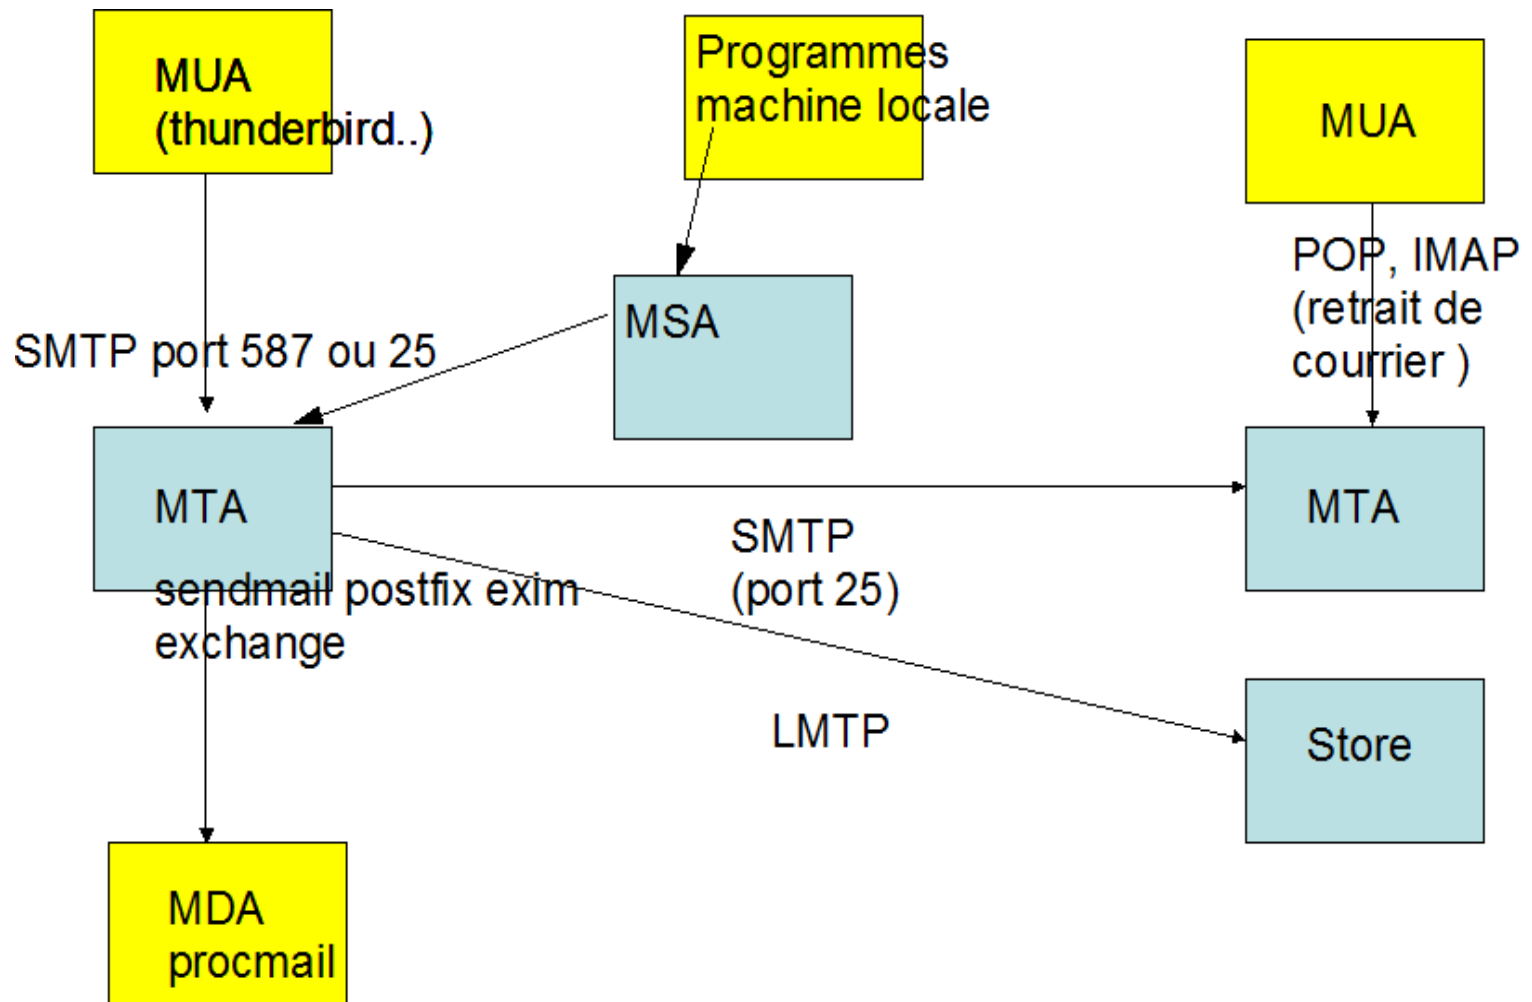 MUA
(thunderbird..)
Programmes
machine locale
MUA
POP, IMAP
(retrait de
courrier )
MSA
SMTP port 587 ou 25
MTA
sendmail postfix exim
exchange
SMTP
(port 25)
MTA
LMTP
Store
MDA
procmail